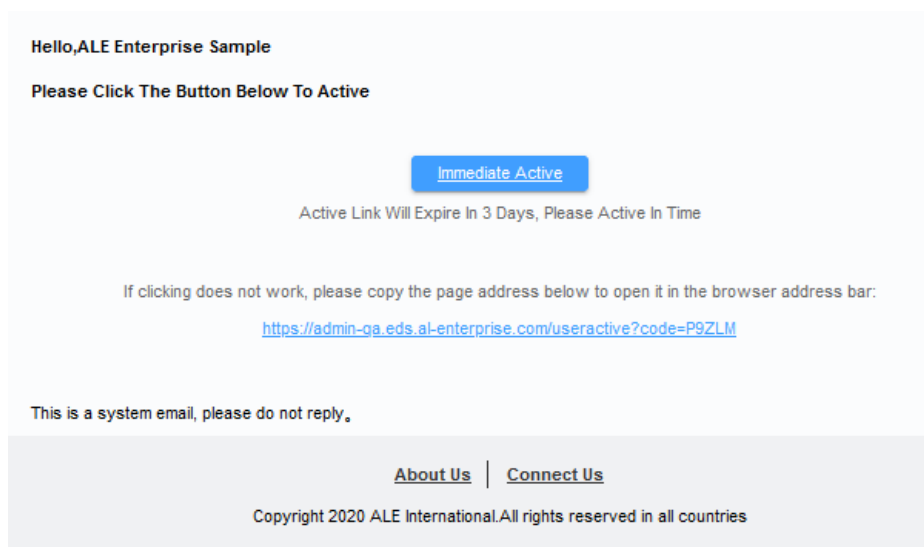 Hello,ALE Enterprise Sample
Please Click The Button Below To Active
Immediate Active
Active Link Will Expire In 3 Days, Please Active In Time
If clicking does not work, please copy the page address below to open it in the browser address bar:
https://admin-qa.eds.al-enterprise.com/useractive?code=P9ZLM
This is a system email, please do not reply。
About Us | Connect Us
Copyright 2020 ALE International.All rights reserved in all countries